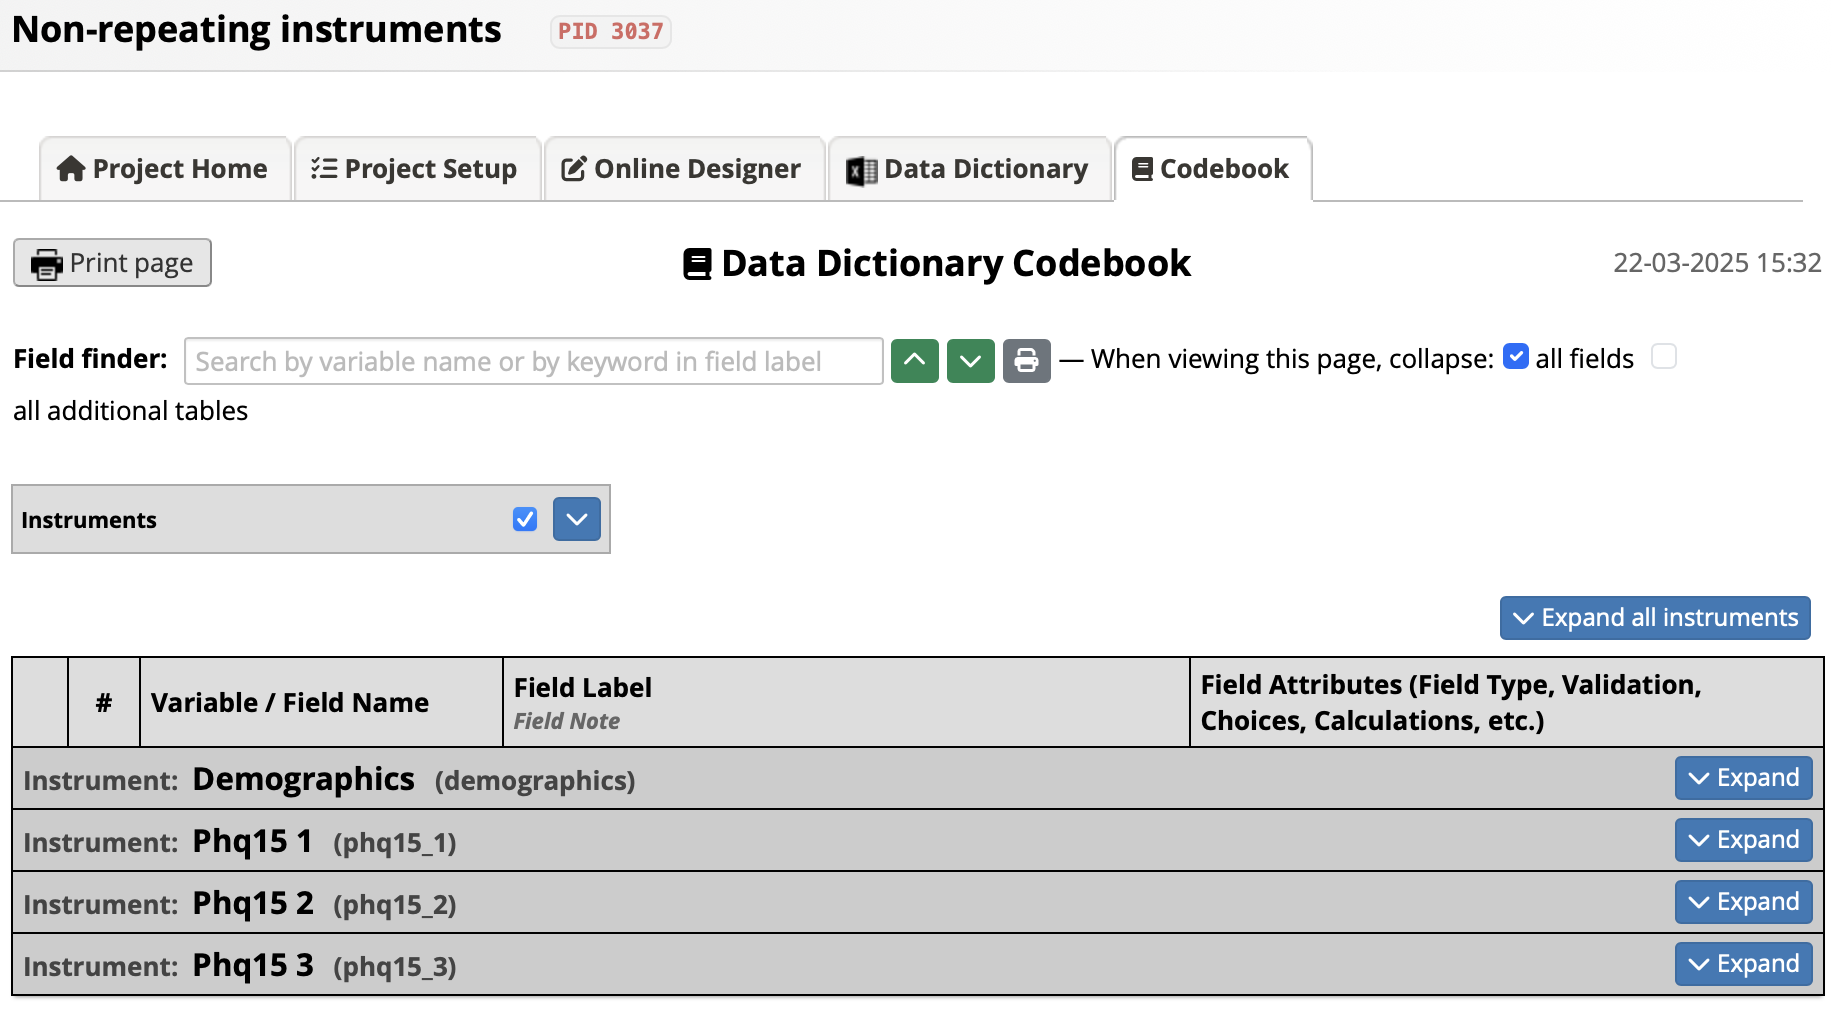 Non-repeating instruments PID 3037
Project Home Project Setup Online Designer Data Dictionary Codebook
Print page Data Dictionary Codebook 22-03-2025 15:32
Field finder: Search by variable name or by keyword in field label — When viewing this page, collapse: all fields
all additional tables
Instruments
Expand all instruments
# Variable / Field Name Field Label
Field Note
Field Attributes (Field Type, Validation,
Choices, Calculations, etc.)
Instrument: Demographics (demographics) Expand
Instrument: Phq15 1 (phq15_1) Expand
Instrument: Phq15 2 (phq15_2) Expand
Instrument: Phq15 3 (phq15_3) Expand